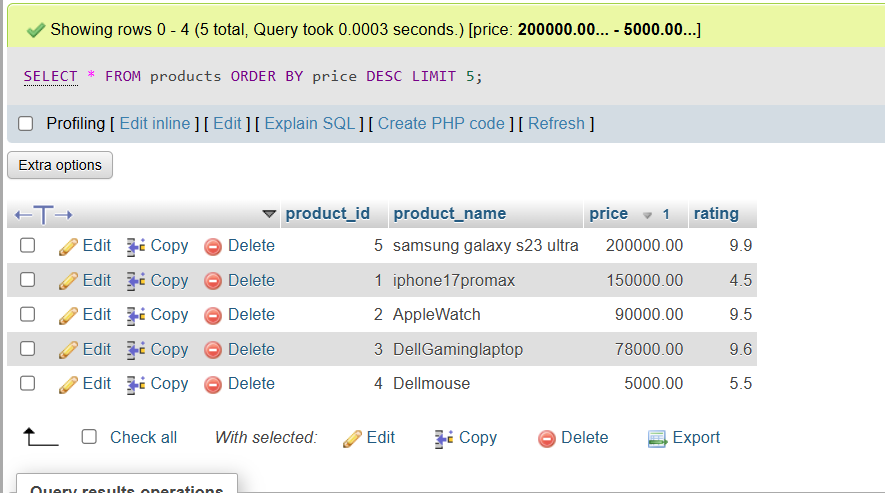 Showing rows 0 - 4 (5 total, Query took 0.0003 seconds.) [price: 200000.00... - 5000.00...]
SELECT * FROM products ORDER BY price DESC LIMIT 5;
Profiling [ Edit inline ] [ Edit ] [ Explain SQL ] [ Create PHP code ] [ Refresh ]
Extra options
product_id product_name price 1 rating
Edit Copy Delete 5 samsung galaxy s23 ultra 200000.00 9.9
Edit Copy Delete 1 iphone17promax 150000.00 4.5
Edit Copy Delete 2 AppleWatch 90000.00 9.5
Edit Copy Delete 3 DellGaminglaptop 78000.00 9.6
Edit Copy Delete 4 Dellmouse 5000.00 5.5
Check all With selected: Edit Copy Delete Export
Query results operations